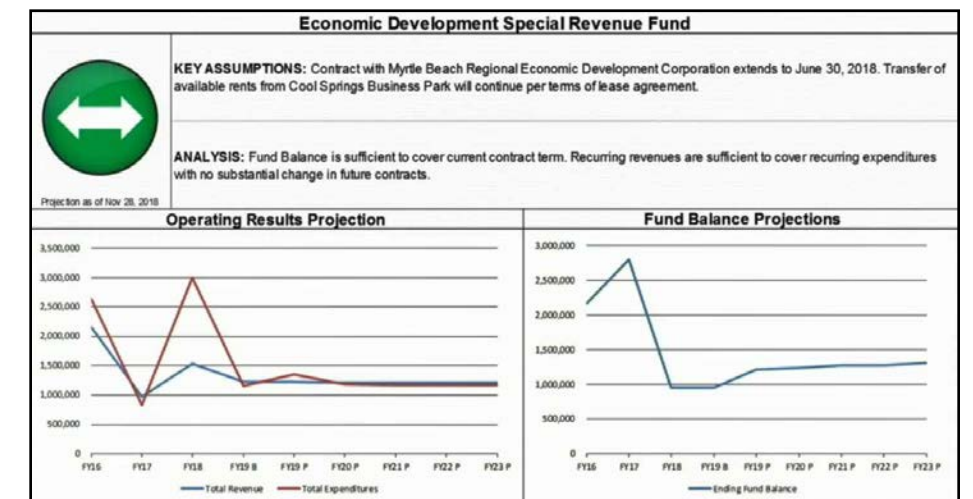 Economic Development Special Revenue Fund
KEY ASSUMPTIONS: Contract with Myrtle Beach Regional Economic Development Corporation extends to June 30, 2018. Transfer of
available rents from Cool Springs Business Park will continue per terms of lease agreement.
ANALYSIS: Fund Balance is sufficient to cover current contract term. Recurring revenues are sufficient to cover recurring expenditures
with no substantial change in future contracts.
Projection as of Nov 28, 2018
Operating Results Projection
3,500,000
3,000,000
2,500,000
2,000,000
1,500,000
1,000,000
500,000
0
FY16 FY17 FY18 FY19 B FY19 P FY20 P FY21 P FY22 P FY23 P
Total Revenue Total Expenditures
Fund Balance Projections
3,000,000
2,500,000
2,000,000
1,500,000
1,000,000
500,000
0
FY16 FY17 FY18 FY19 B FY19 P FY20 P FY21 P FY22 P FY23 P
Ending Fund Balance